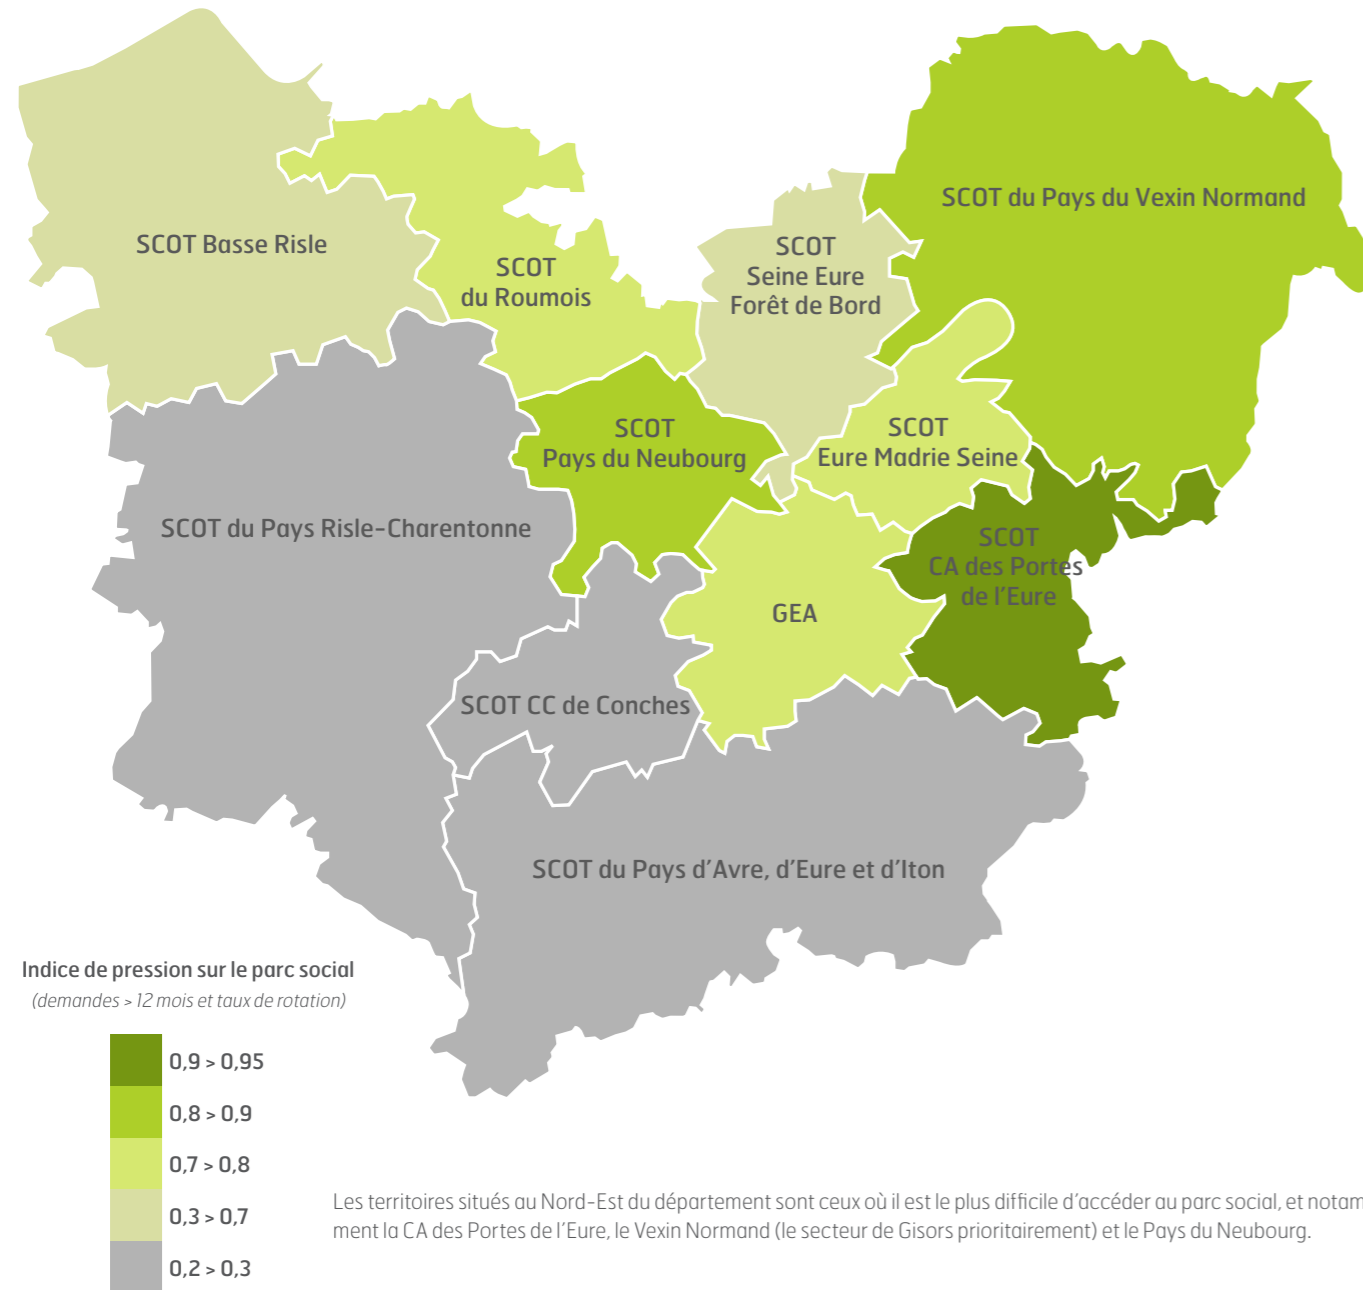 SCOT du Pays du Vexin Normand
SCOT Basse Risle
SCOT
du Roumois
SCOT
Seine Eure
Forêt de Bord
SCOT
Pays du Neubourg
SCOT
Eure Madrie Seine
SCOT du Pays Risle-Charentonne
SCOT
CA des Portes
de l'Eure
GEA
SCOT CC de Conches
SCOT du Pays d'Avre, d'Eure et d'Iton
Indice de pression sur le parc social
(demandes > 12 mois et taux de rotation)
0,9 > 0,95
0,8 > 0,9
0,7 > 0,8
0,3 > 0,7
0,2 > 0,3
Les territoires situés au Nord-Est du département sont ceux où il est le plus difficile d'accéder au parc social, et notam
ment la CA des Portes de l'Eure, le Vexin Normand (le secteur de Gisors prioritairement) et le Pays du Neubourg.